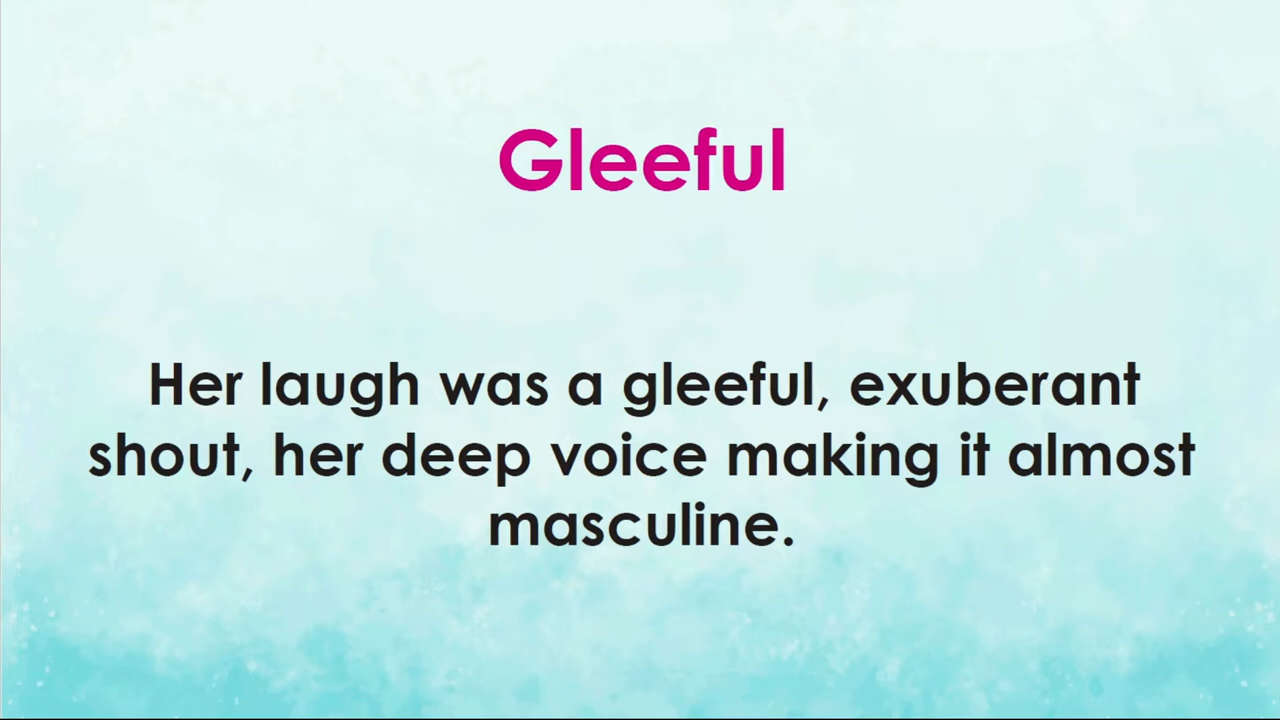 Gleeful
Her laugh was a gleeful, exuberant
shout, her deep voice making it almost
masculine.